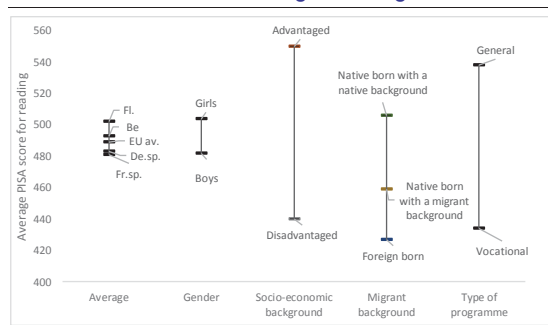 Average PISA score for reading
560
540
520
500
480
460
440
420
400
Fl.
Be
EU av.
De.sp.
Fr.sp.
Girls
Boys
Advantaged
Disadvantaged
Native born with a
native background
Native born
with a migrant
background
Foreign born
General
Vocational
Average
Gender
Socio-economic
background
Migrant
background
Type of
programme